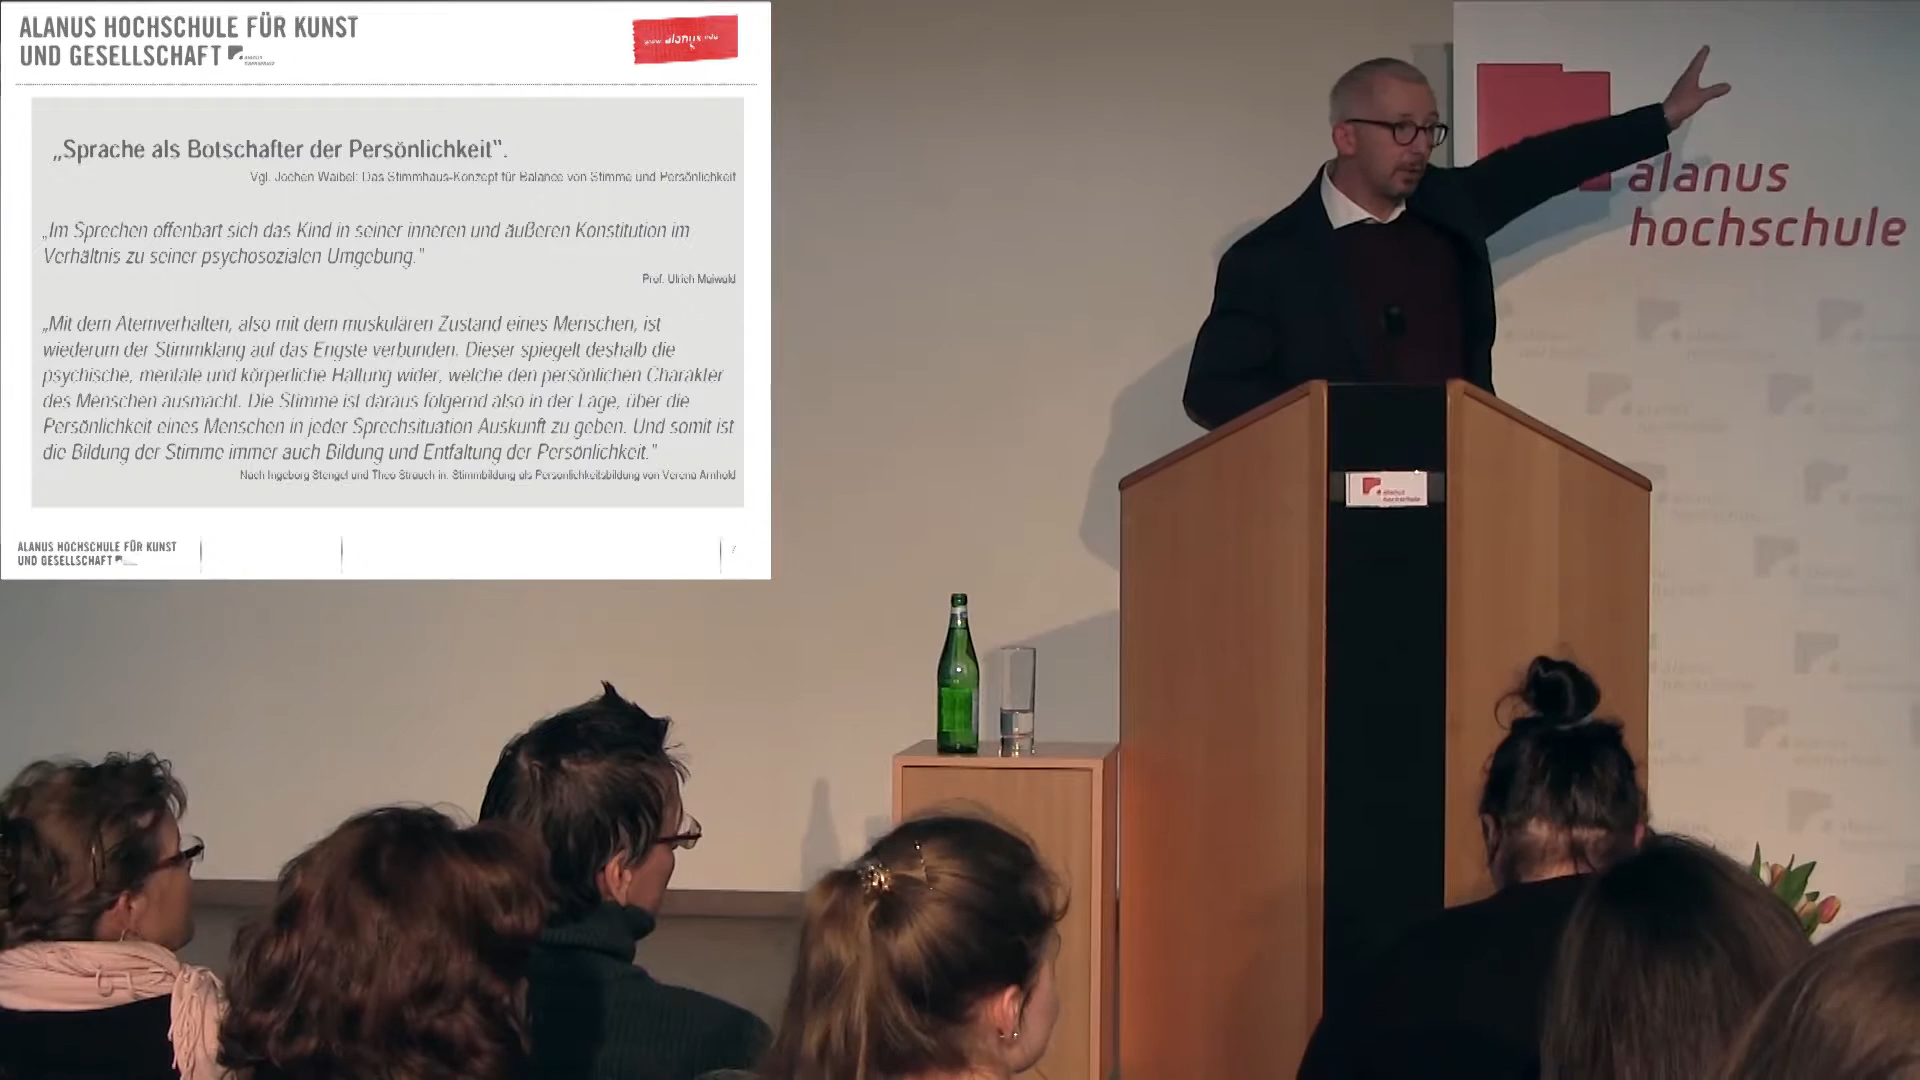 ALANUS HOCHSCHULE FÜR KUNST
UND GESELLSCHAFT
www.alanus.edu
„Sprache als Botschafter der Persönlichkeit“.
Vgl. Jochen Waibel: Das Stimmhaus-Konzept für Balance von Stimme und Persönlichkeit
„Im Sprechen offenbart sich das Kind in seiner inneren und äußeren Konstitution im
Verhältnis zu seiner psychosozialen Umgebung."
Prof. Ulrich Maiwald
„Mit dem Atemverhalten, also mit dem muskulären Zustand eines Menschen, ist
wiederum der Stimmklang auf das Engste verbunden. Dieser spiegelt deshalb die
psychische, mentale und körperliche Haltung wider, welche den persönlichen Charakter
des Menschen ausmacht. Die Stimme ist daraus folgernd also in der Lage, über die
Persönlichkeit eines Menschen in jeder Sprechsituation Auskunft zu geben. Und somit ist
die Bildung der Stimme immer auch Bildung und Entfaltung der Persönlichkeit."
Nach Ingeborg Stengel und Theo Strauch in: Stimmbildung als Persönlichkeitsbildung von Verena Arnhold
ALANUS HOCHSCHULE FÜR KUNST
UND GESELLSCHAFT
7
alanus
hochschule
alanus
hochschule